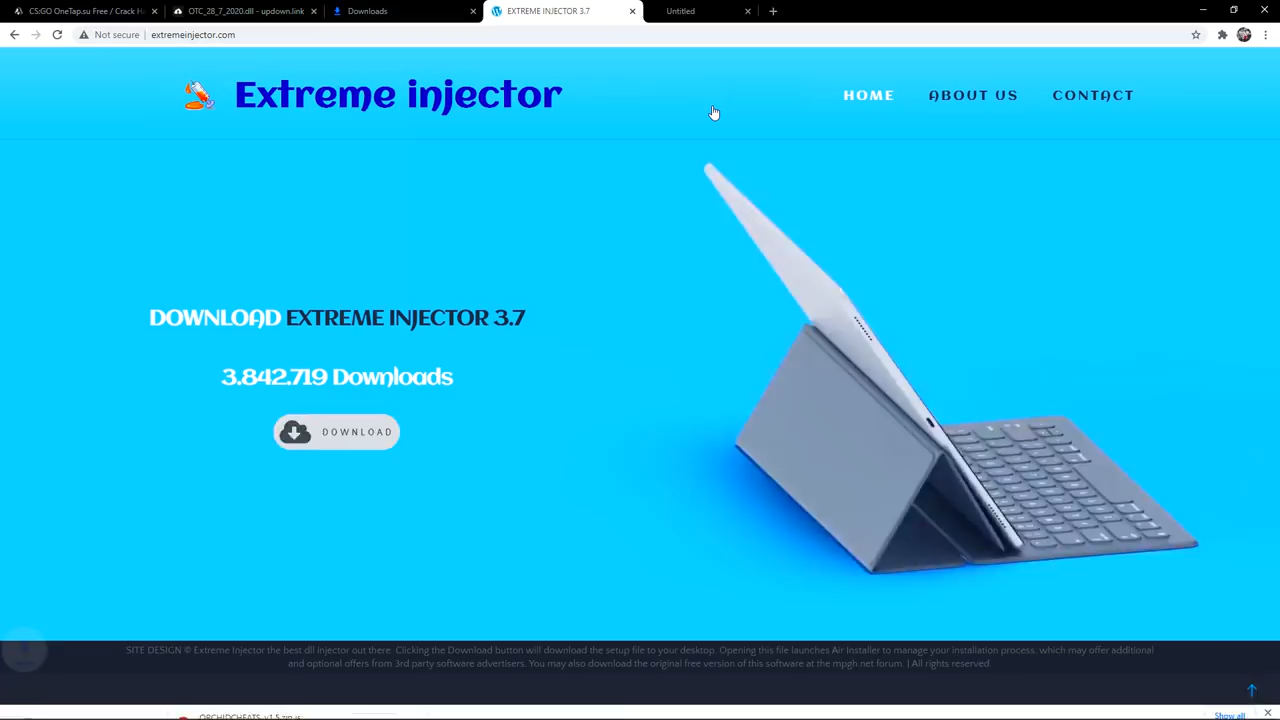 CS:GO OneTap.su Free / Crack H
OTC_28_7_2020.dll - updown.link
Downloads
EXTREME INJECTOR 3.7
Untitled
Not secure
extremeinjector.com
Extreme injector
HOME
ABOUT US
CONTACT
DOWNLOAD EXTREME INJECTOR 3.7
3.842.719 Downloads
DOWNLOAD
SITE DESIGN © Extreme Injector the best dll injector out there. Clicking the Download button will download the setup file to your desktop. Opening this file launches Air Installer to manage your installation process, which may offer additional
and optional offers from 3rd party software advertisers. You may also download the original free version of this software at the mpgh.net forum. | All rights reserved.
ORCHIDCHEATS_v1.5.zip
Show all